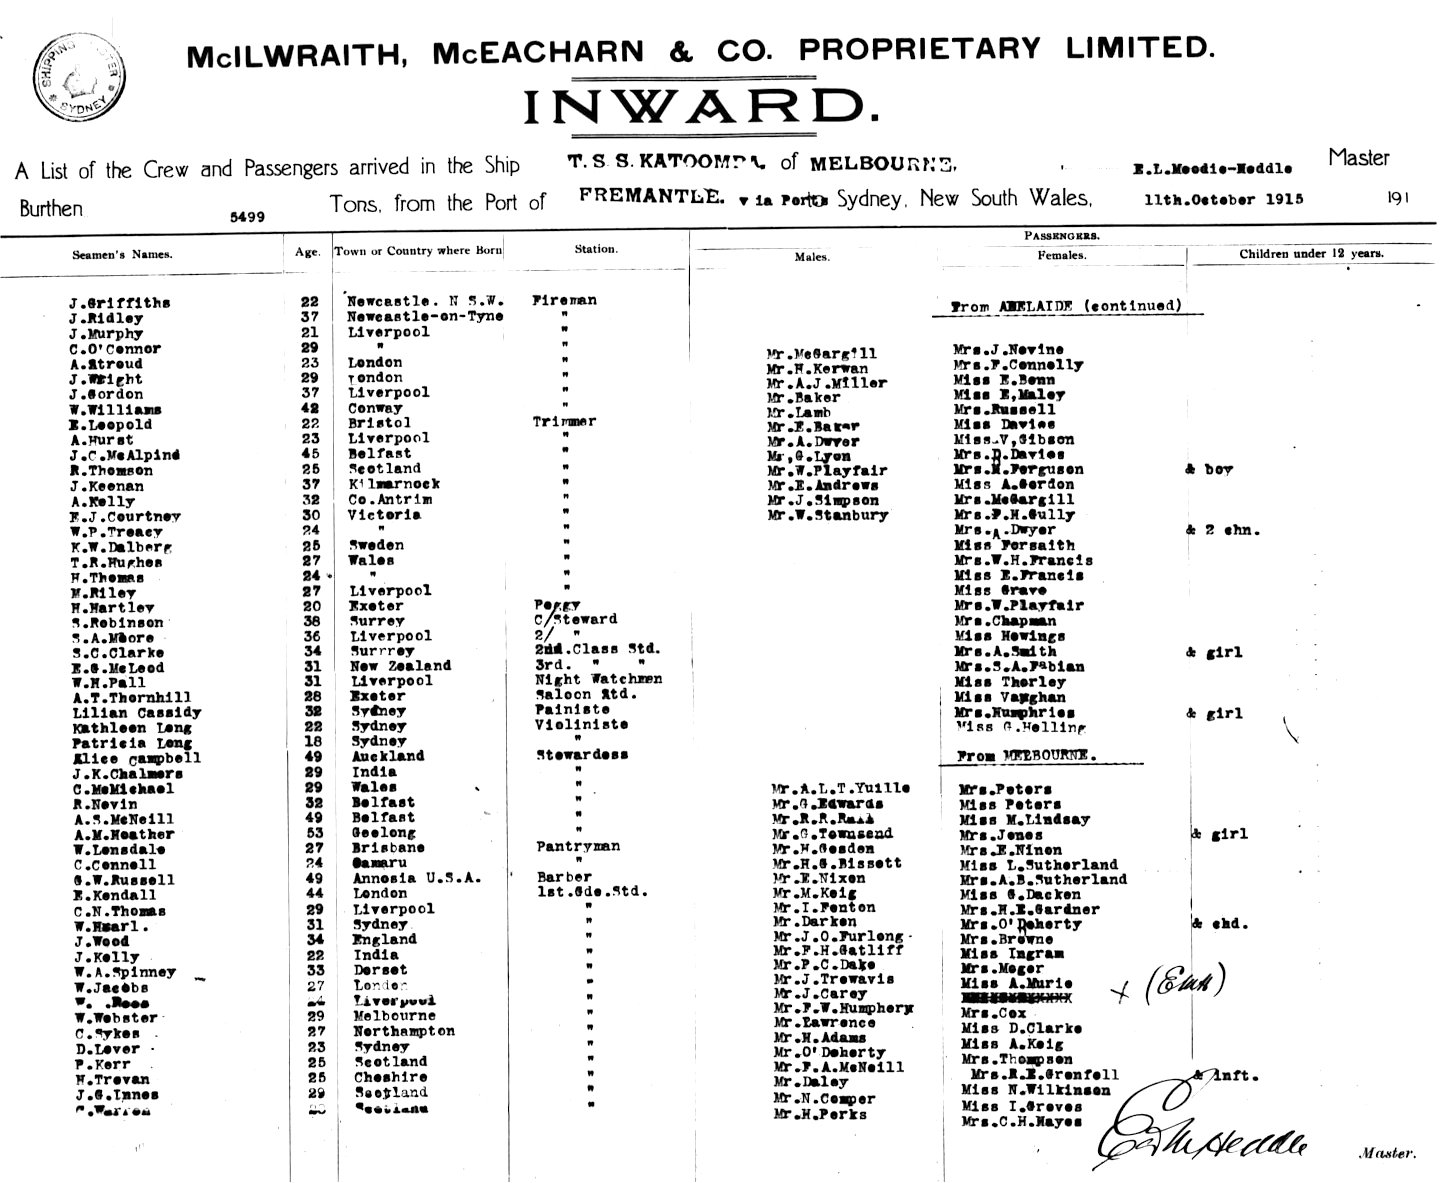 SHIPPING MASTER
* SYDNEY *
McILWRAITH, McEACHARN & CO. PROPRIETARY LIMITED.
INWARD.
A List of the Crew and Passengers arrived in the Ship T.S.S.KATOOMBA. of MELBOURNE, E.L.Moodie-Heddle Master
Burthen 5499 Tons, from the Port of FREMANTLE. via Ports Sydney, New South Wales, 11th.October 1915 191
PASSENGERS.
Seamen's Names. Age. Town or Country where Born Station. Males. Females. Children under 12 years.
From ADELAIDE (continued)
J.Griffiths 22 Newcastle. N S.W. Fireman
J.Ridley 37 Newcastle-on-Tyne "
J.Murphy 21 Liverpool "
C.O'Connor 29 " "
A.Stroud 23 London "
J.Wright 29 London "
J.Gordon 37 Liverpool "
W.Williams 42 Conway "
E.Leopold 22 Bristol Trimmer
A.Hurst 23 Liverpool "
J.C.McAlpine 45 Belfast "
R.Thomson 25 Scotland "
J.Keenan 37 Kilmarnock "
A.Kelly 32 Co.Antrim "
E.J.Courtney 30 Victoria "
W.P.Treacy 24 " "
K.W.Dalberg 25 Sweden "
T.R.Hughes 27 Wales "
H.Thomas 24 " "
M.Riley 27 Liverpool "
H.Hartley 20 Exeter Peggy
S.Robinson 38 Surrey C/Steward
S.A.Moore 36 Liverpool 2/ "
S.C.Clarke 34 Surrrey 2nd.Class Std.
E.G.McLeod 31 New Zealand 3rd. " "
W.H.Pall 31 Liverpool Night Watchmen
A.T.Thornhill 28 Exeter Saloon Std.
Lilian Cassidy 32 Sydney Painiste
Kathleen Long 22 Sydney Violiniste
Patricia Long 18 Sydney "
Alice Campbell 49 Auckland Stewardess
J.K.Chalmers 29 India "
C.McMichael 29 Wales "
R.Nevin 32 Belfast "
A.S.McNeill 49 Belfast "
A.M.Heather 53 Geelong "
W.Lonsdale 27 Brisbane Pantryman
C.Connell 24 Oamaru "
G.W.Russell 49 Annosia U.S.A. Barber
E.Kendall 44 London 1st.Gde.Std.
C.N.Thomas 29 Liverpool "
W.Hearl. 31 Sydney "
J.Wood 34 England "
J.Kelly 22 India "
W.A.Spinney 33 Dorset "
W.Jacobs 27 London "
W. Ross 24 Liverpool "
W.Webster 29 Melbourne "
C.Sykes 27 Northampton "
D.Lever 23 Sydney "
P.Kerr 25 Scotland "
H.Trevan 25 Cheshire "
J.G.Innes 29 Scotland "
Warren Scotland "
Mr.McGargill
Mr.H.Kerwan
Mr.A.J.Miller
Mr.Baker
Mr.Lamb
Mr.E.Baker
Mr.A.Dwyer
Mr,G.Lyon
Mr.W.Playfair
Mr.E.Andrews
Mr.J.Simpson
Mr.W.Stanbury
Mrs.J.Nevine
Mrs.F.Connelly
Miss E.Benn
Miss E,Maley
Mrs.Russell
Miss Davies
Miss.V,Gibson
Mrs.D.Davies
Mrs.M.Ferguson & boy
Miss A.Gordon
Mrs.McGargill
Mrs.F.H.Gully
Mrs.A.Dwyer & 2 chn.
Miss Forsaith
Mrs.W.H.Francis
Miss E.Francis
Miss Grave
Mrs.W.Playfair
Mrs.Chapman
Miss Hewings
Mrs.A.Smith & girl
Mrs.S.A.Fabian
Miss Thorley
Miss Vaughan
Mrs.Humphries & girl
Miss G.Helling
From MELBOURNE.
Mr.A.L.T.Yuille
Mr.G.Edwards
Mr.R.R.
Mr.G.Townsend
Mr.H.Gosden
Mr.H.G.Bissett
Mr.E.Nixon
Mr.M.Keig
Mr.I.Fenton
Mr.Darken
Mr.J.O.Furlong
Mr.F.H.Gatliff
Mr.P.C.Dake
Mr.J.Trewavis
Mr.J.Carey
Mr.F.W.Humphery
Mr.Lawrence
Mr.H.Adams
Mr.O'Doherty
Mr.F.A.McNeill
Mr.Daley
Mr.N.Cooper
Mr.H.Perks
Mrs.Peters
Miss Peters
Miss M.Lindsay
Mrs.Jones & girl
Mrs.E.Ninon
Miss L.Sutherland
Mrs.A.B.Sutherland
Miss G.Dacken
Mrs.H.E.Gardner
Mrs.O'Doherty & chd.
Mrs.Browne
Miss Ingram
Mrs.Meger
Miss A.Murie
Mrs.Cox
Miss D.Clarke
Miss A.Keig
Mrs.Thompson
Mrs.R.E.Grenfell & inft.
Miss N.Wilkinson
Miss I.Groves
Mrs.C.H.Hayes
Master.